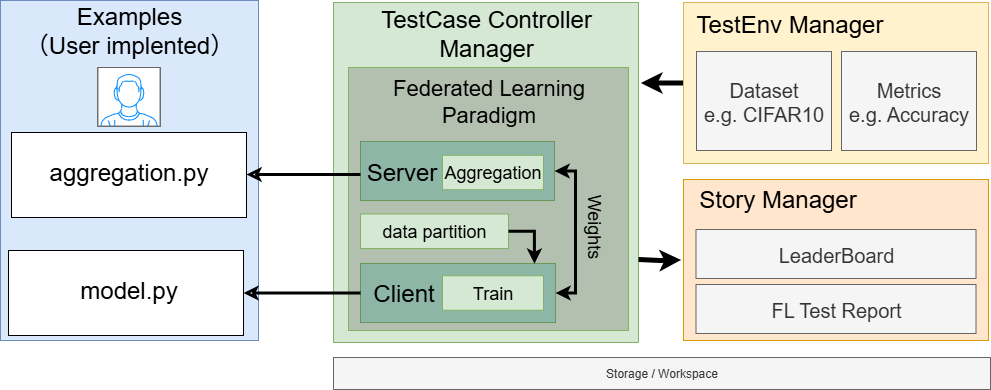 Examples
（User implented）
aggregation.py
model.py
TestCase Controller
Manager
Federated Learning
Paradigm
Server
Aggregation
data partition
Client
Train
Weights
TestEnv Manager
Dataset
e.g. CIFAR10
Metrics
e.g. Accuracy
Story Manager
LeaderBoard
FL Test Report
Storage / Workspace